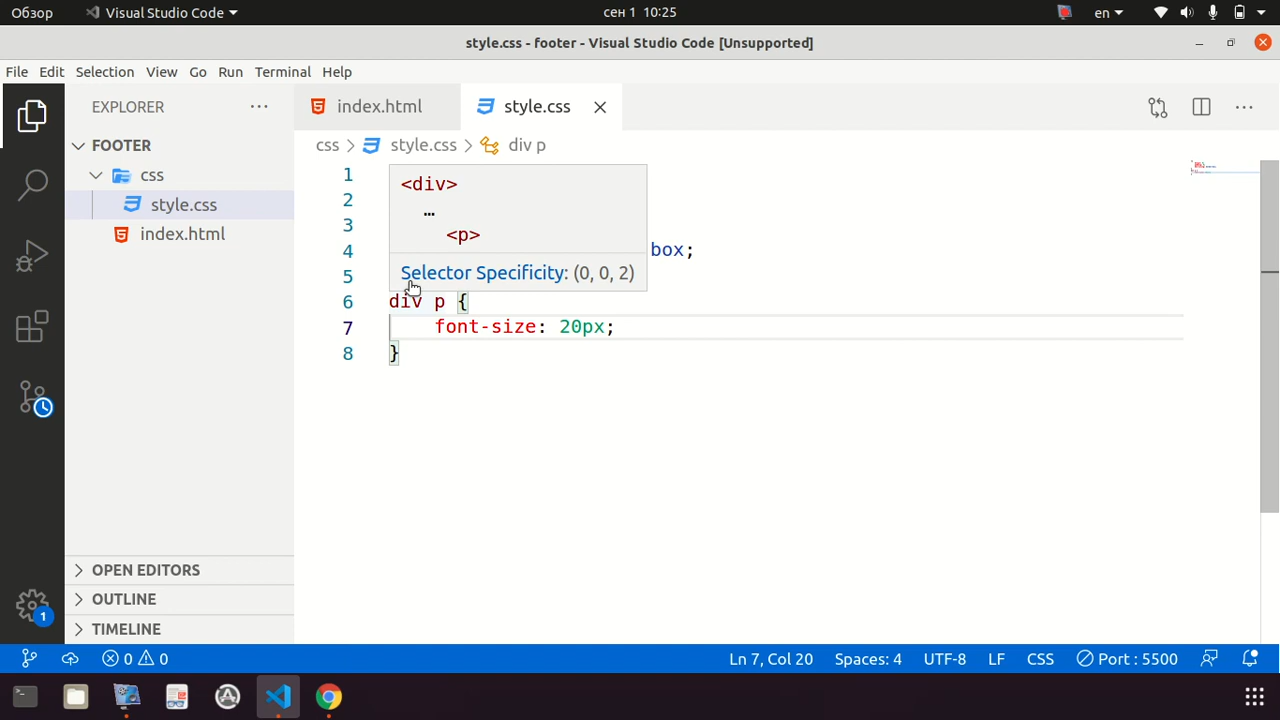 Обзор
Visual Studio Code
сен 1 10:25
en
style.css - footer - Visual Studio Code [Unsupported]
File Edit Selection View Go Run Terminal Help
EXPLORER
index.html
style.css
FOOTER
css
style.css
index.html
css
style.css
div p
1
2
3
4
5
6
7
8
<div>
…
<p>
box;
Selector Specificity: (0, 0, 2)
div p {
font-size: 20px;
}
OPEN EDITORS
OUTLINE
TIMELINE
1
0
0
Ln 7, Col 20
Spaces: 4
UTF-8
LF
CSS
Port : 5500